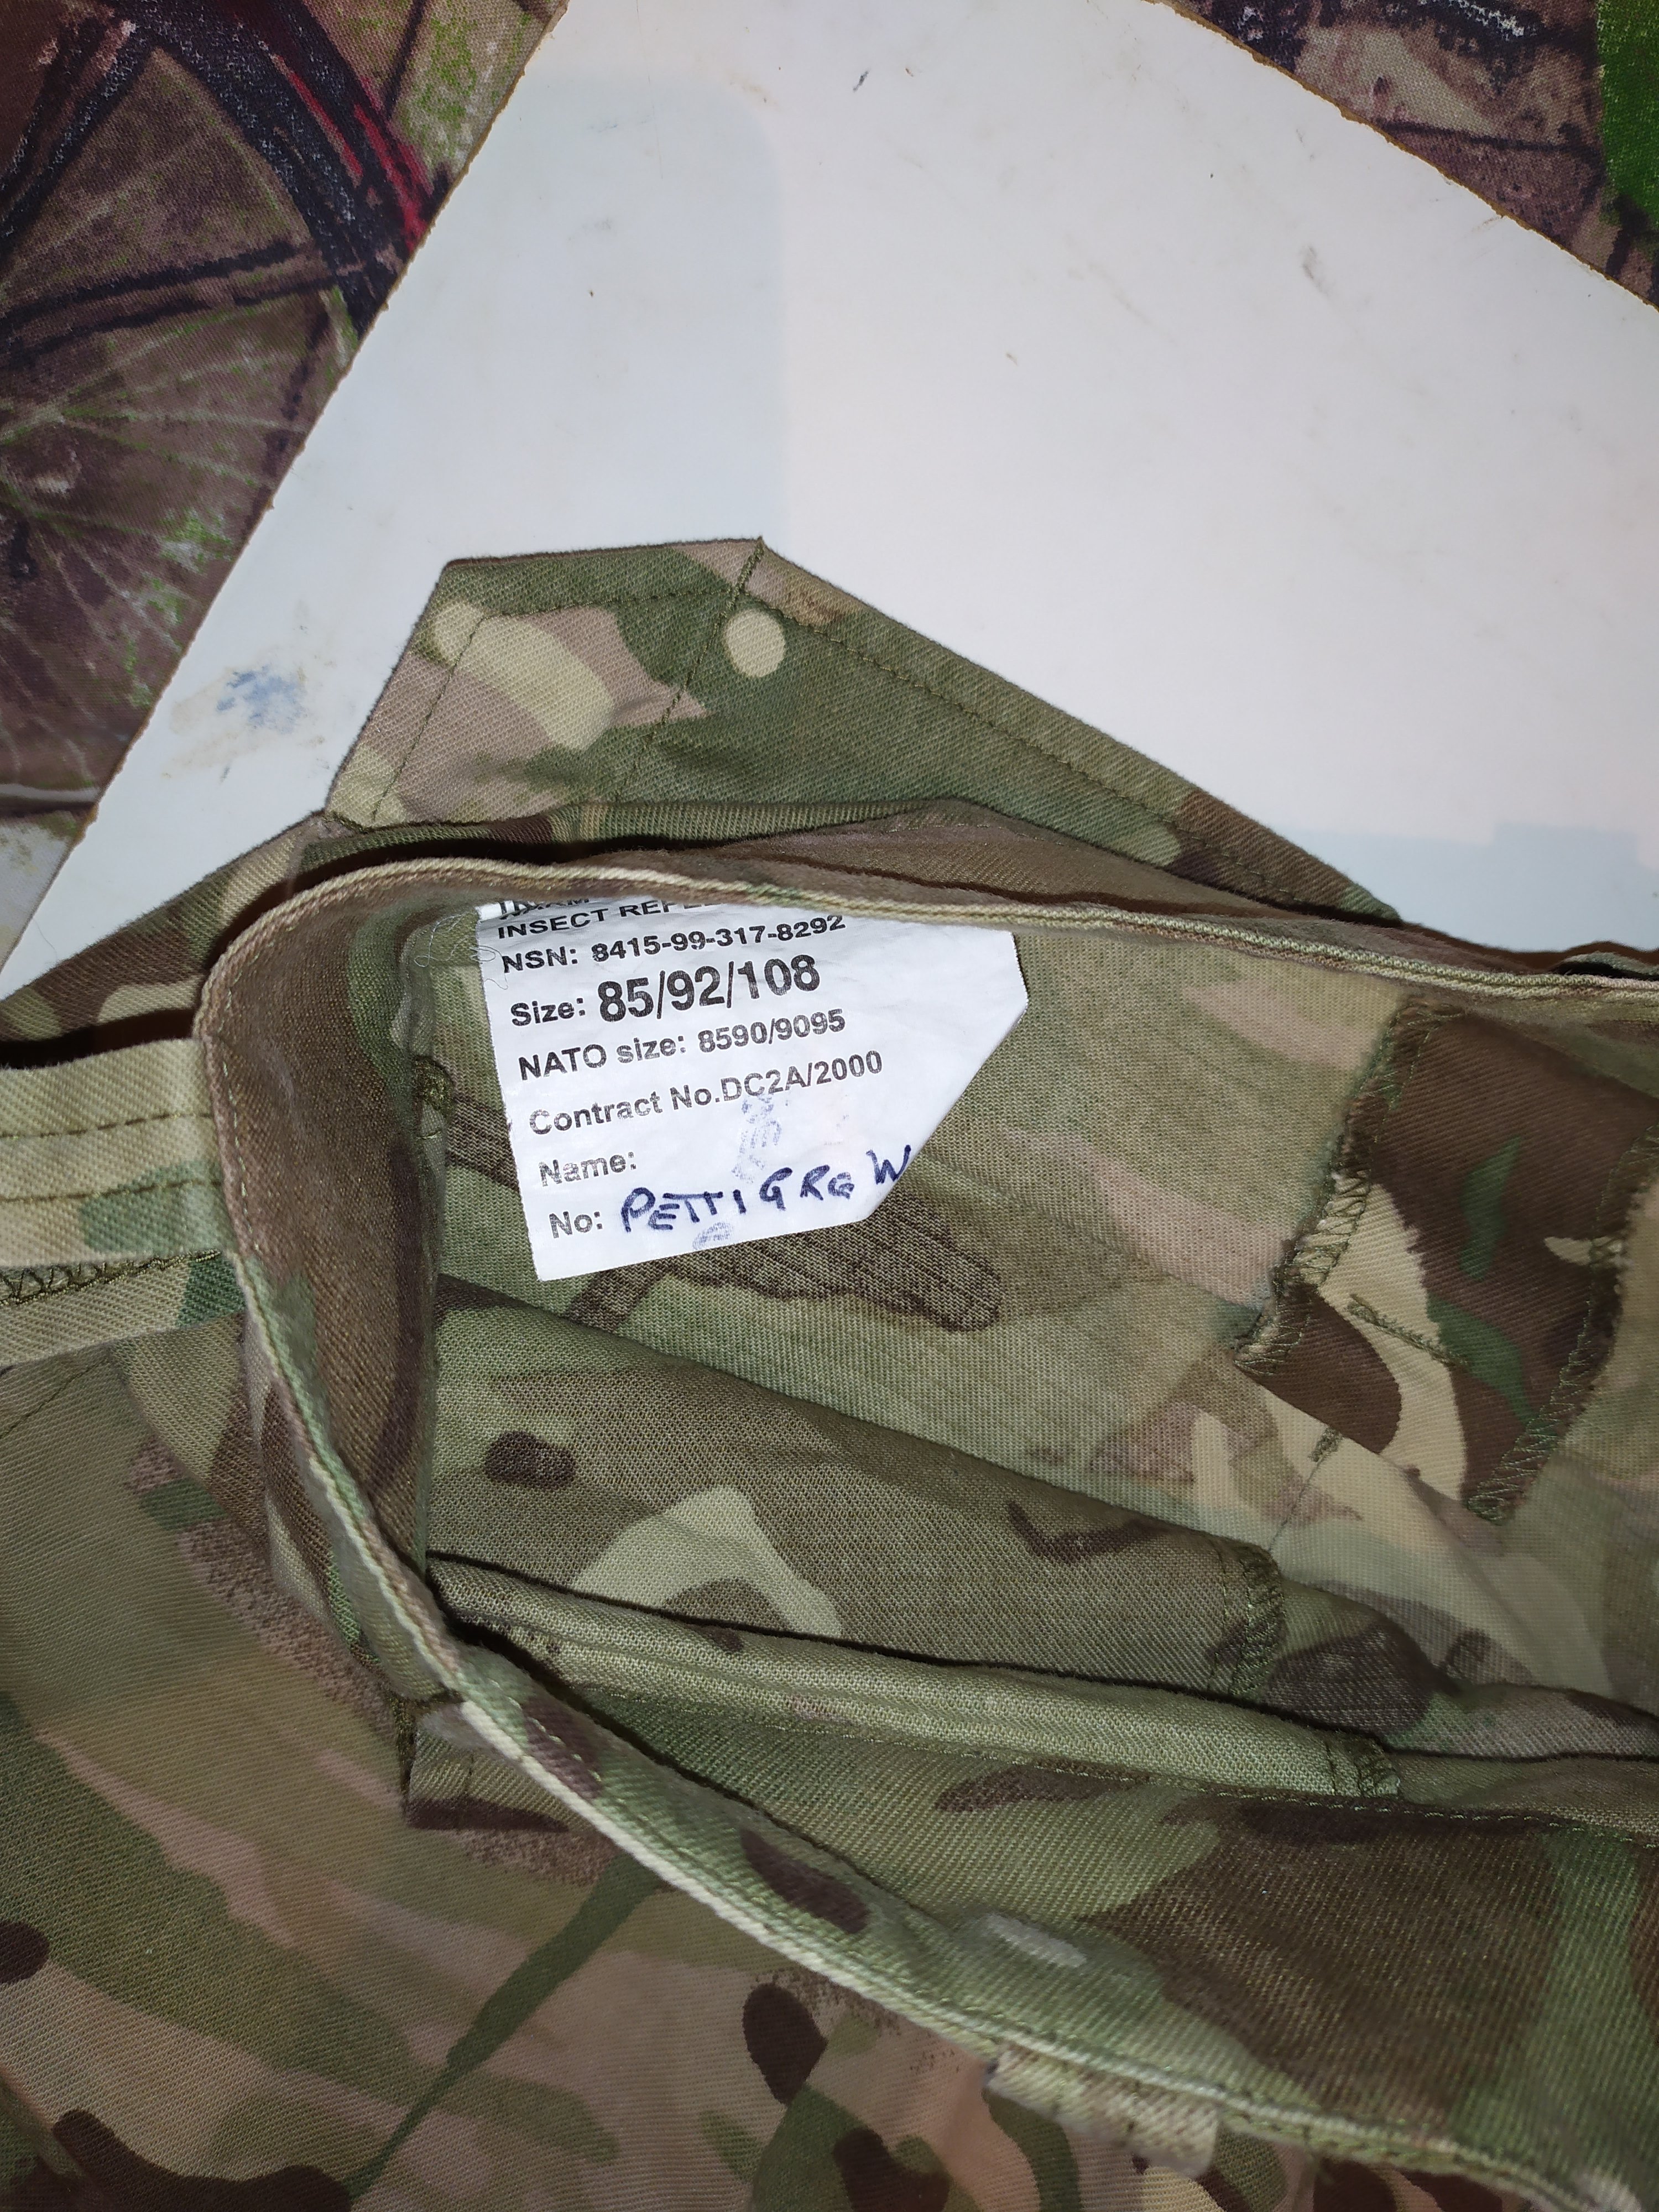 INSECT
NSN: 8415-99-317-8292
Size: 85/92/108
NATO size: 8590/9095
Contract No.DC2A/2000
Name:
No: PETTIGREW